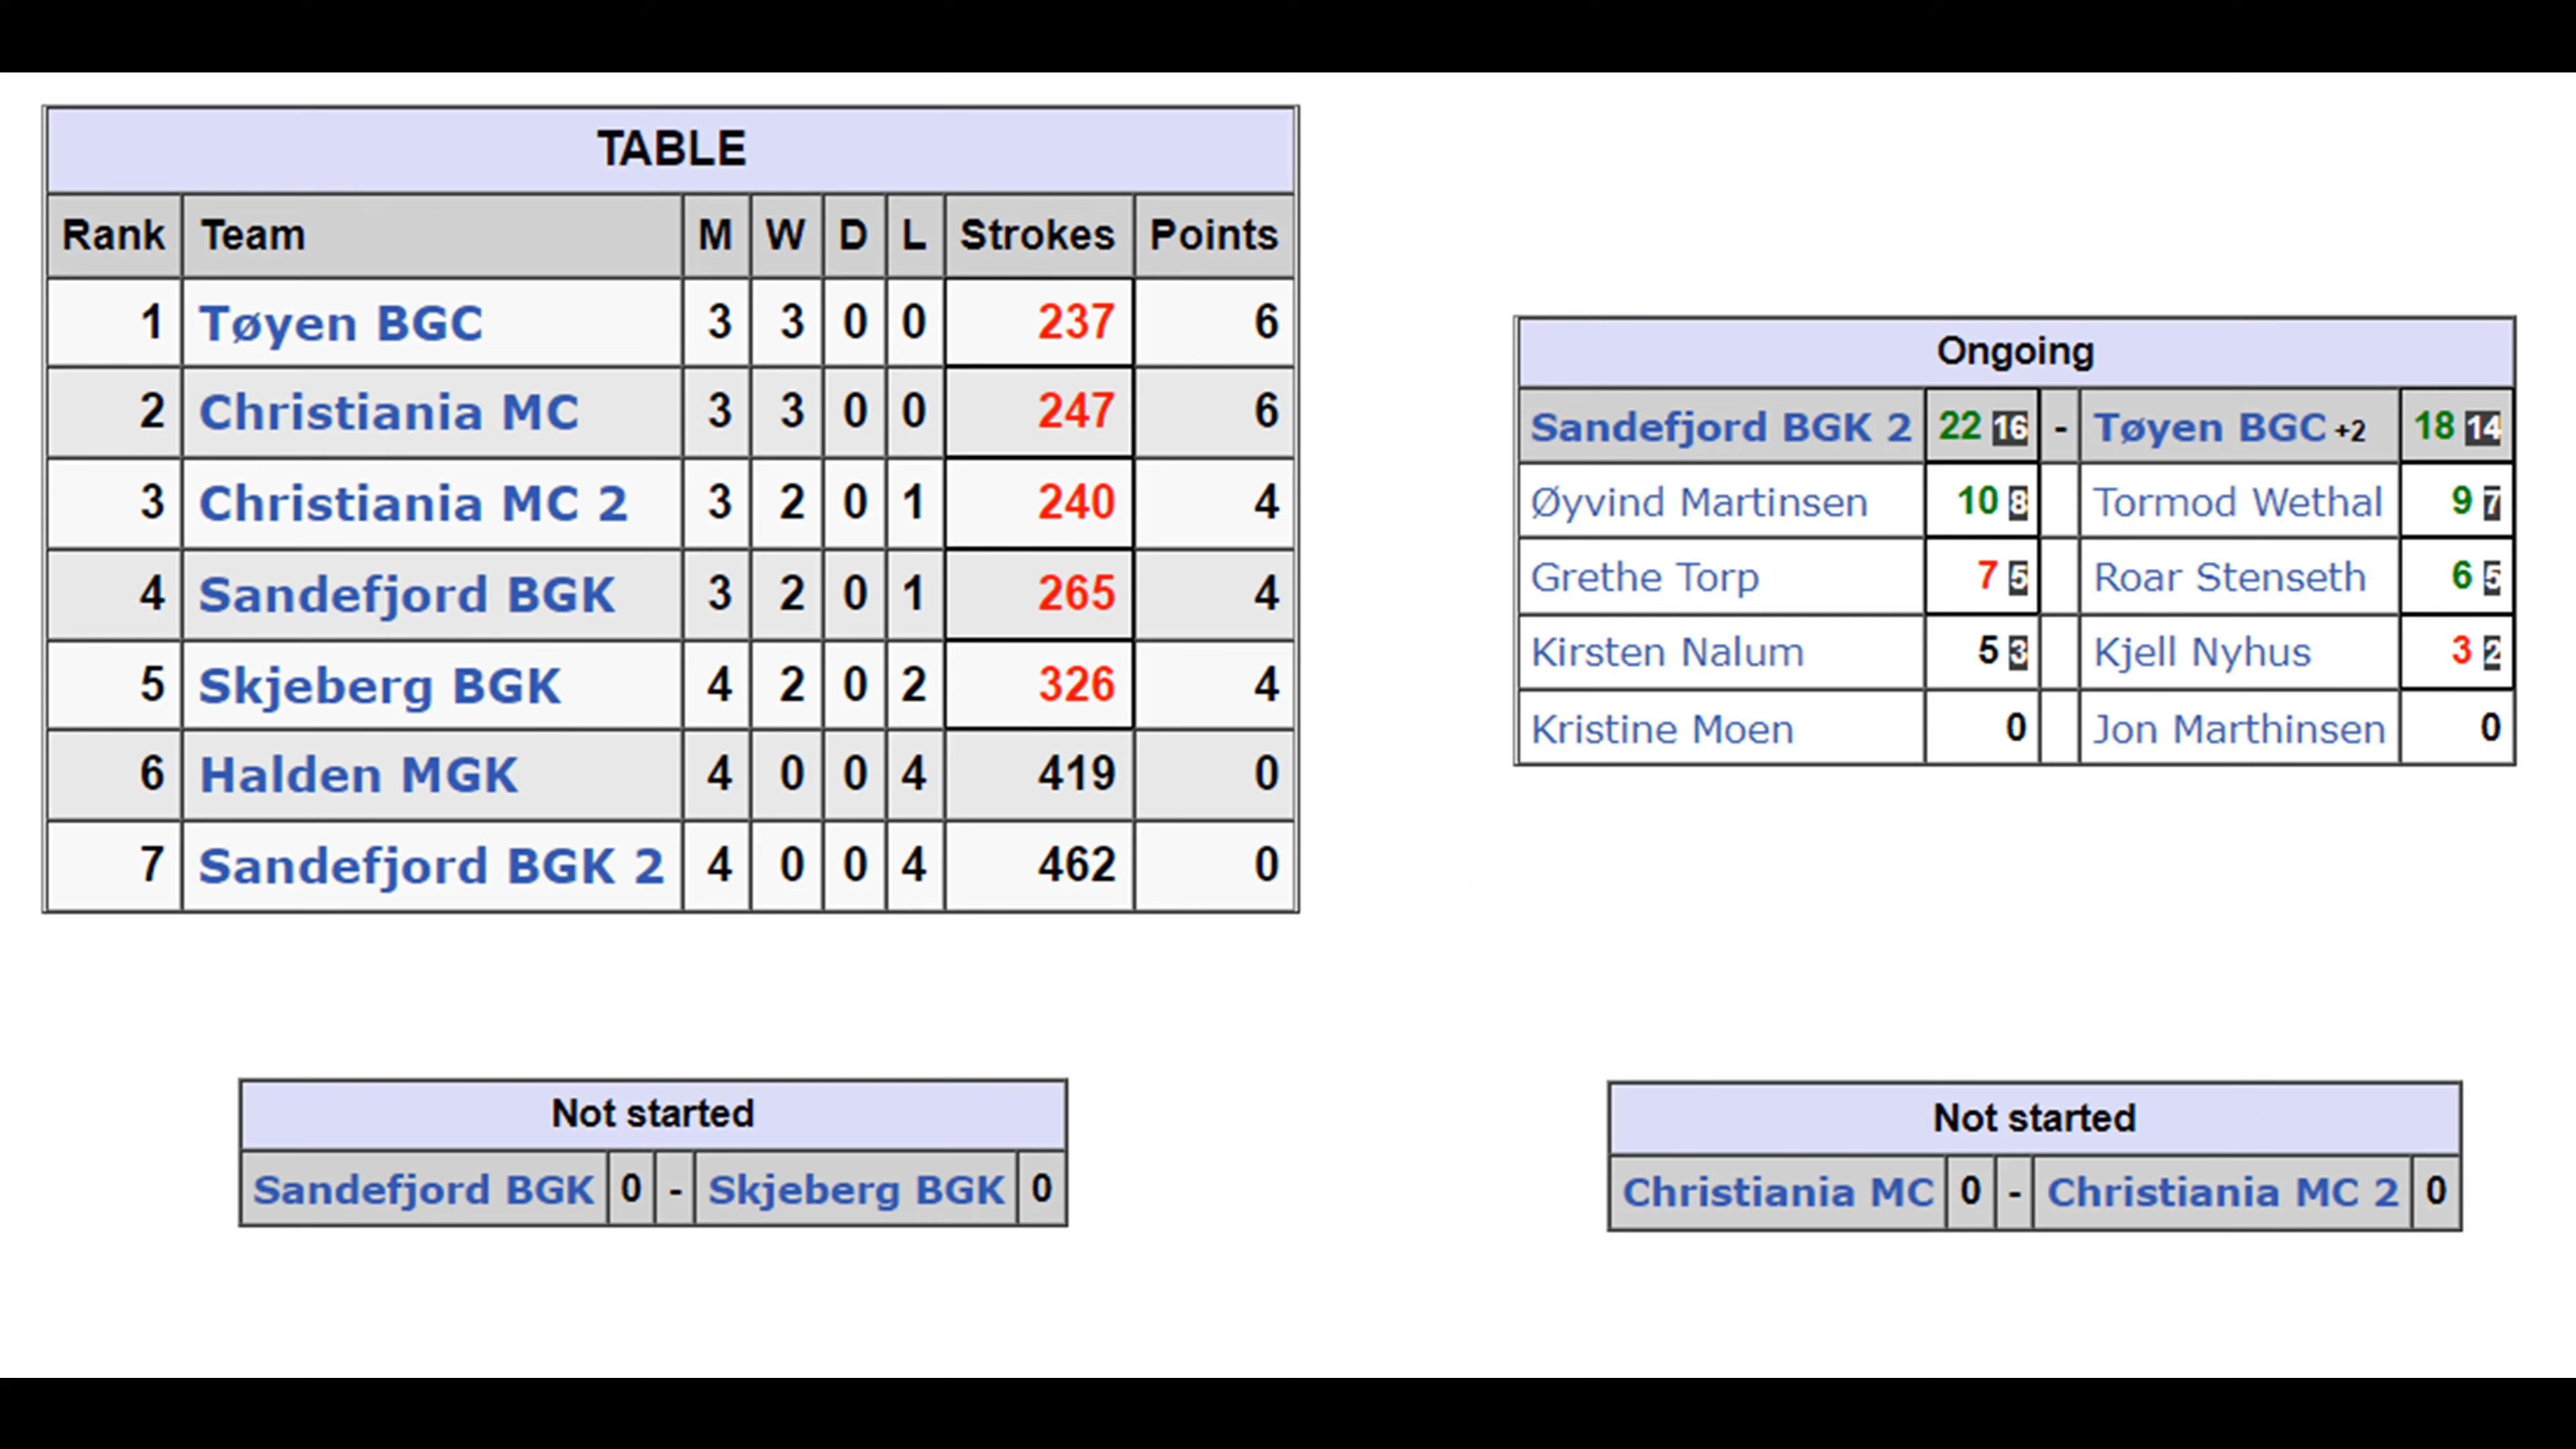 TABLE
Rank Team M W D L Strokes Points
1 Tøyen BGC 3 3 0 0 237 6
2 Christiania MC 3 3 0 0 247 6
3 Christiania MC 2 3 2 0 1 240 4
4 Sandefjord BGK 3 2 0 1 265 4
5 Skjeberg BGK 4 2 0 2 326 4
6 Halden MGK 4 0 0 4 419 0
7 Sandefjord BGK 2 4 0 0 4 462 0
Ongoing
Sandefjord BGK 2 22 16 - Tøyen BGC +2 18 14
Øyvind Martinsen 10 8 Tormod Wethal 9 7
Grethe Torp 7 5 Roar Stenseth 6 5
Kirsten Nalum 5 3 Kjell Nyhus 3 2
Kristine Moen 0 Jon Marthinsen 0
Not started
Sandefjord BGK 0 - Skjeberg BGK 0
Not started
Christiania MC 0 - Christiania MC 2 0